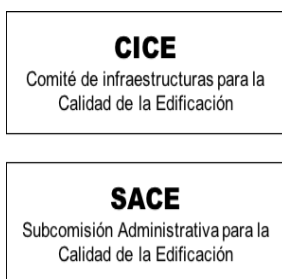 CICE
Comité de infraestructuras para la
Calidad de la Edificación
SACE
Subcomisión Administrativa para la
Calidad de la Edificación